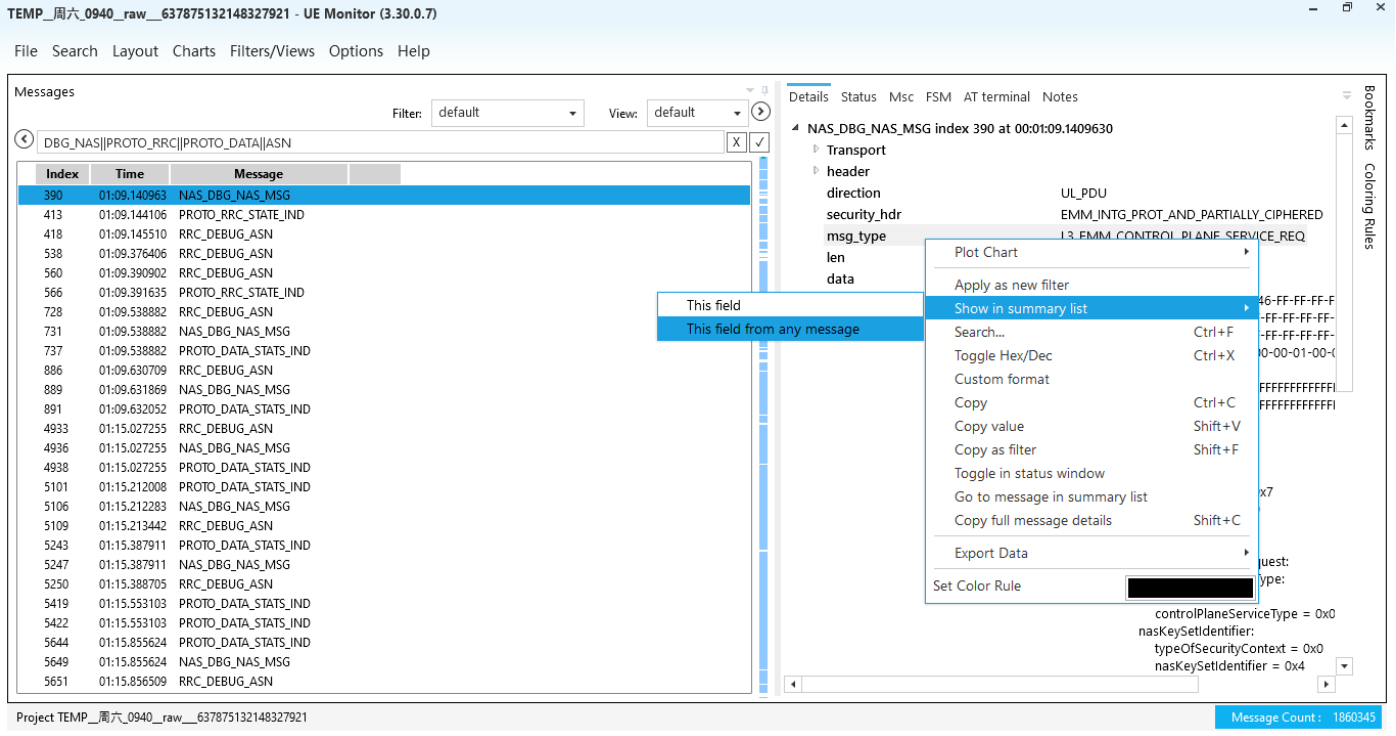 TEMP__周六_0940__raw___637875132148327921 - UE Monitor (3.30.0.7)
File Search Layout Charts Filters/Views Options Help
Messages
Filter: default View: default
DBG_NAS||PROTO_RRC||PROTO_DATA||ASN X ✓
Index Time Message
390 01:09.140963 NAS_DBG_NAS_MSG
413 01:09.144106 PROTO_RRC_STATE_IND
418 01:09.145510 RRC_DEBUG_ASN
538 01:09.376406 RRC_DEBUG_ASN
560 01:09.390902 RRC_DEBUG_ASN
566 01:09.391635 PROTO_RRC_STATE_IND
728 01:09.538882 RRC_DEBUG_ASN
731 01:09.538882 NAS_DBG_NAS_MSG
737 01:09.538882 PROTO_DATA_STATS_IND
886 01:09.630709 RRC_DEBUG_ASN
889 01:09.631869 NAS_DBG_NAS_MSG
891 01:09.632052 PROTO_DATA_STATS_IND
4933 01:15.027255 RRC_DEBUG_ASN
4936 01:15.027255 NAS_DBG_NAS_MSG
4938 01:15.027255 PROTO_DATA_STATS_IND
5101 01:15.212008 PROTO_DATA_STATS_IND
5106 01:15.212283 NAS_DBG_NAS_MSG
5109 01:15.213442 RRC_DEBUG_ASN
5243 01:15.387911 PROTO_DATA_STATS_IND
5247 01:15.387911 NAS_DBG_NAS_MSG
5250 01:15.388705 RRC_DEBUG_ASN
5419 01:15.553103 PROTO_DATA_STATS_IND
5422 01:15.553103 PROTO_DATA_STATS_IND
5644 01:15.855624 PROTO_DATA_STATS_IND
5649 01:15.855624 NAS_DBG_NAS_MSG
5651 01:15.856509 RRC_DEBUG_ASN
Details Status Msc FSM AT terminal Notes
NAS_DBG_NAS_MSG index 390 at 00:01:09.1409630
Transport
header
direction UL_PDU
security_hdr EMM_INTG_PROT_AND_PARTIALLY_CIPHERED
msg_type L3_EMM_CONTROL_PLANE_SERVICE_REQ
len
data
This field
This field from any message
Plot Chart
Apply as new filter
Show in summary list
Search... Ctrl+F
Toggle Hex/Dec Ctrl+X
Custom format
Copy Ctrl+C
Copy value Shift+V
Copy as filter Shift+F
Toggle in status window
Go to message in summary list
Copy full message details Shift+C
Export Data
Set Color Rule
controlPlaneServiceType = 0x0
nasKeySetIdentifier:
typeOfSecurityContext = 0x0
nasKeySetIdentifier = 0x4
Bookmarks
Coloring Rules
Project TEMP__周六_0940__raw___637875132148327921
Message Count : 1860345